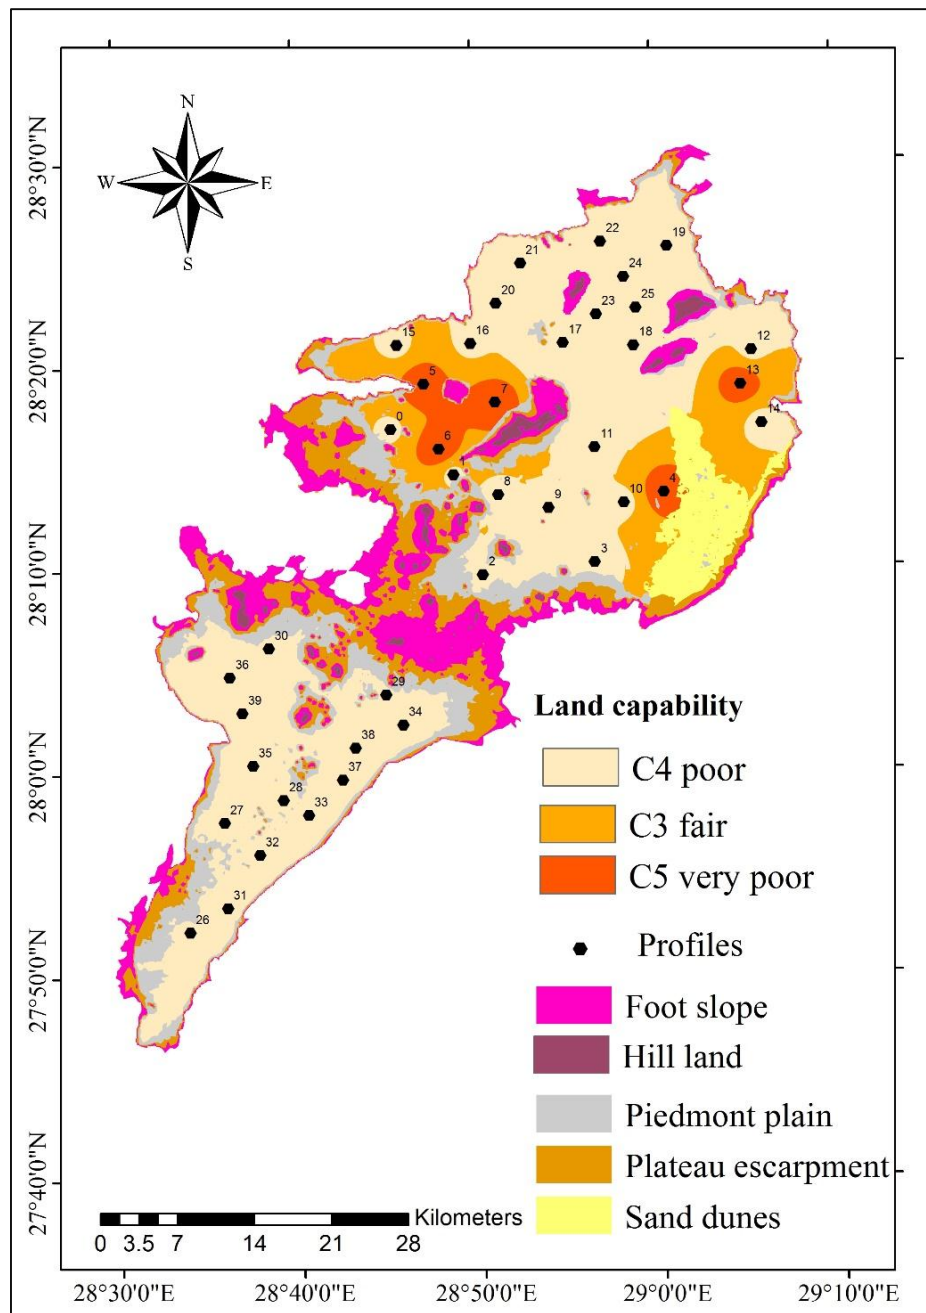 N
W E
S
28°30'0"N
28°20'0"N
28°10'0"N
28°0'0"N
27°50'0"N
27°40'0"N
22
19
21
24
20
25
23
15
16
17
18
12
5
13
7
0
14
6
11
1
4
8
10
9
3
2
30
36
29
39
34
38
35
37
28
33
27
32
31
26
Land capability
C4 poor
C3 fair
C5 very poor
Profiles
Foot slope
Hill land
Piedmont plain
Plateau escarpment
Sand dunes
Kilometers
0 3.5 7 14 21 28
28°30'0"E 28°40'0"E 28°50'0"E 29°0'0"E 29°10'0"E